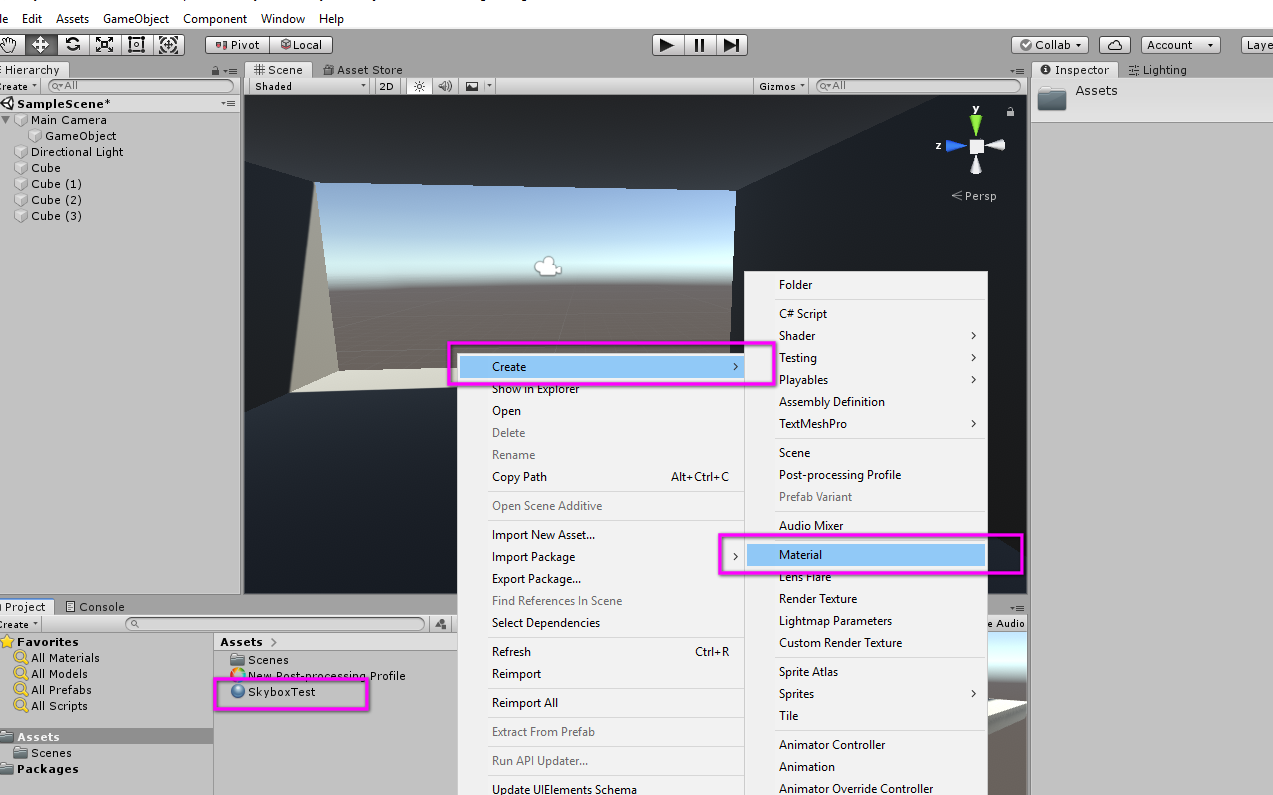 Edit Assets GameObject Component Window Help
Pivot Local Collab Account Laye
Hierarchy
reate All
SampleScene*
Main Camera
GameObject
Directional Light
Cube
Cube (1)
Cube (2)
Cube (3)
Scene Asset Store
Shaded 2D Gizmos All
y
z
Persp
Inspector Lighting
Assets
Create
Show in Explorer
Open
Delete
Rename
Copy Path Alt+Ctrl+C
Open Scene Additive
Import New Asset...
Import Package
Export Package...
Find References In Scene
Select Dependencies
Refresh Ctrl+R
Reimport
Reimport All
Extract From Prefab
Run API Updater...
Update UIElements Schema
Folder
C# Script
Shader
Testing
Playables
Assembly Definition
TextMeshPro
Scene
Post-processing Profile
Prefab Variant
Audio Mixer
Material
Lens Flare
Render Texture
Lightmap Parameters
Custom Render Texture
Sprite Atlas
Sprites
Tile
Animator Controller
Animation
Animator Override Controller
e Audio
Project Console
reate
Favorites
All Materials
All Models
All Prefabs
All Scripts
Assets
Scenes
Packages
Assets
Scenes
New Post-processing Profile
SkyboxTest